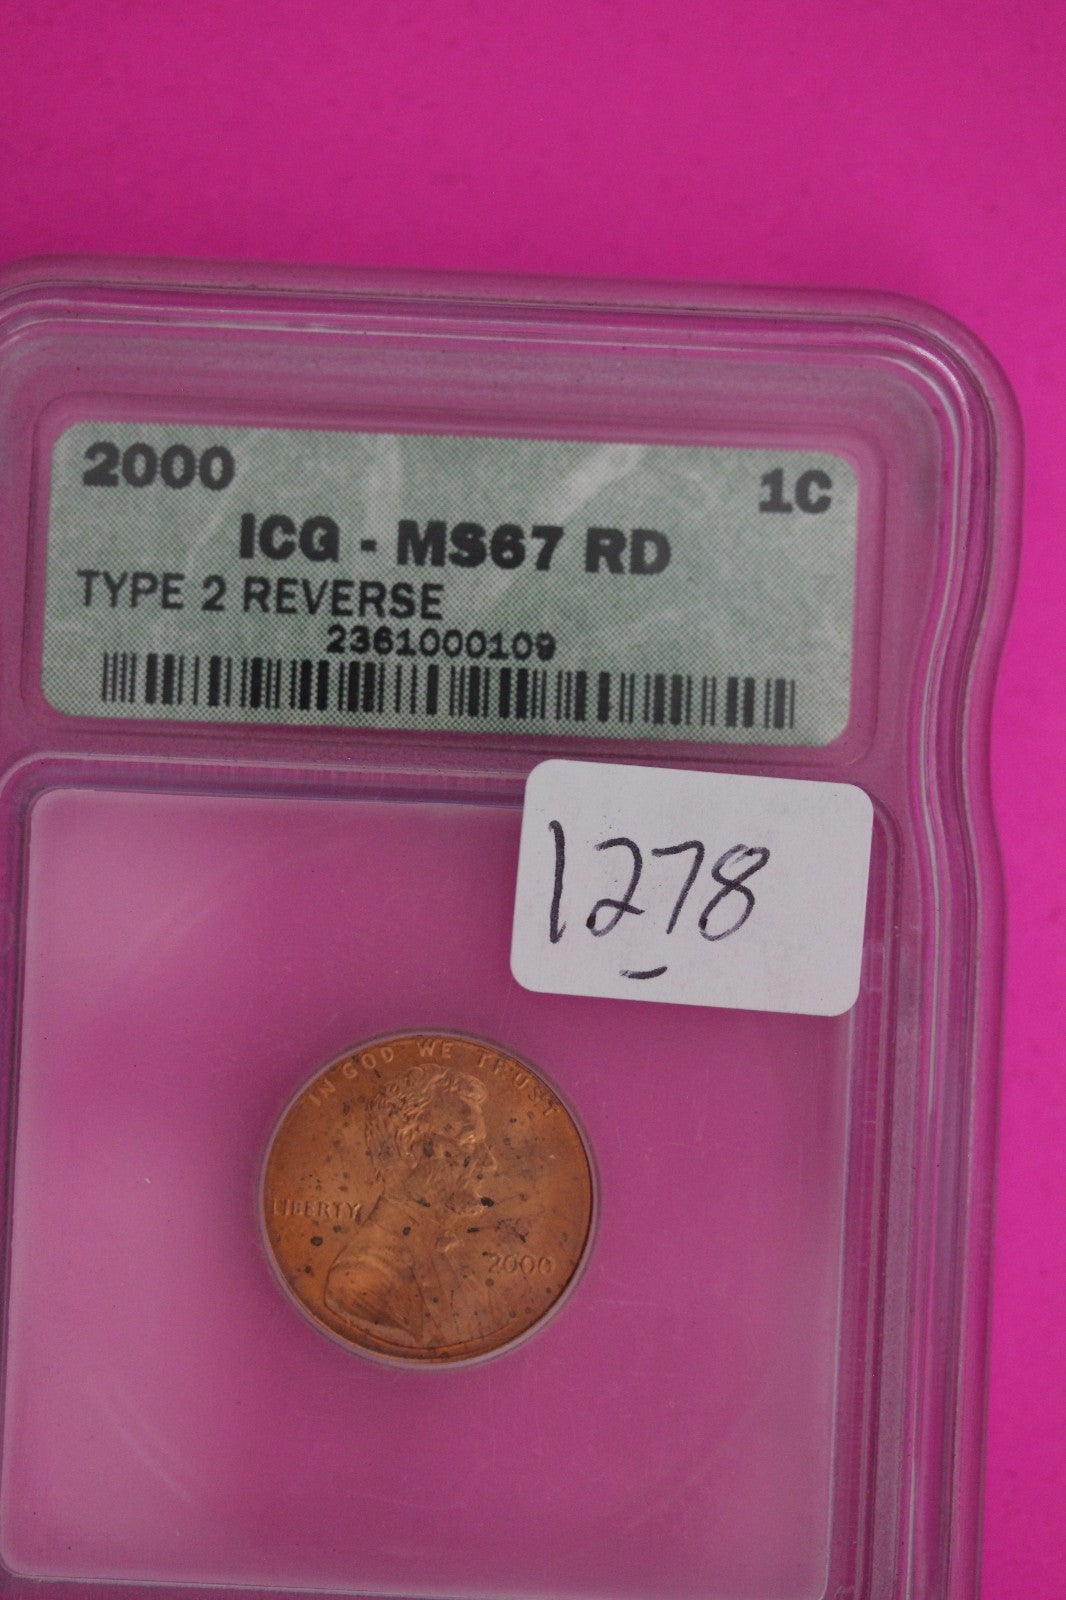 2000 1C
ICG - MS67 RD
TYPE 2 REVERSE
2361000109
1278
IN GOD WE TRUST
LIBERTY
2000